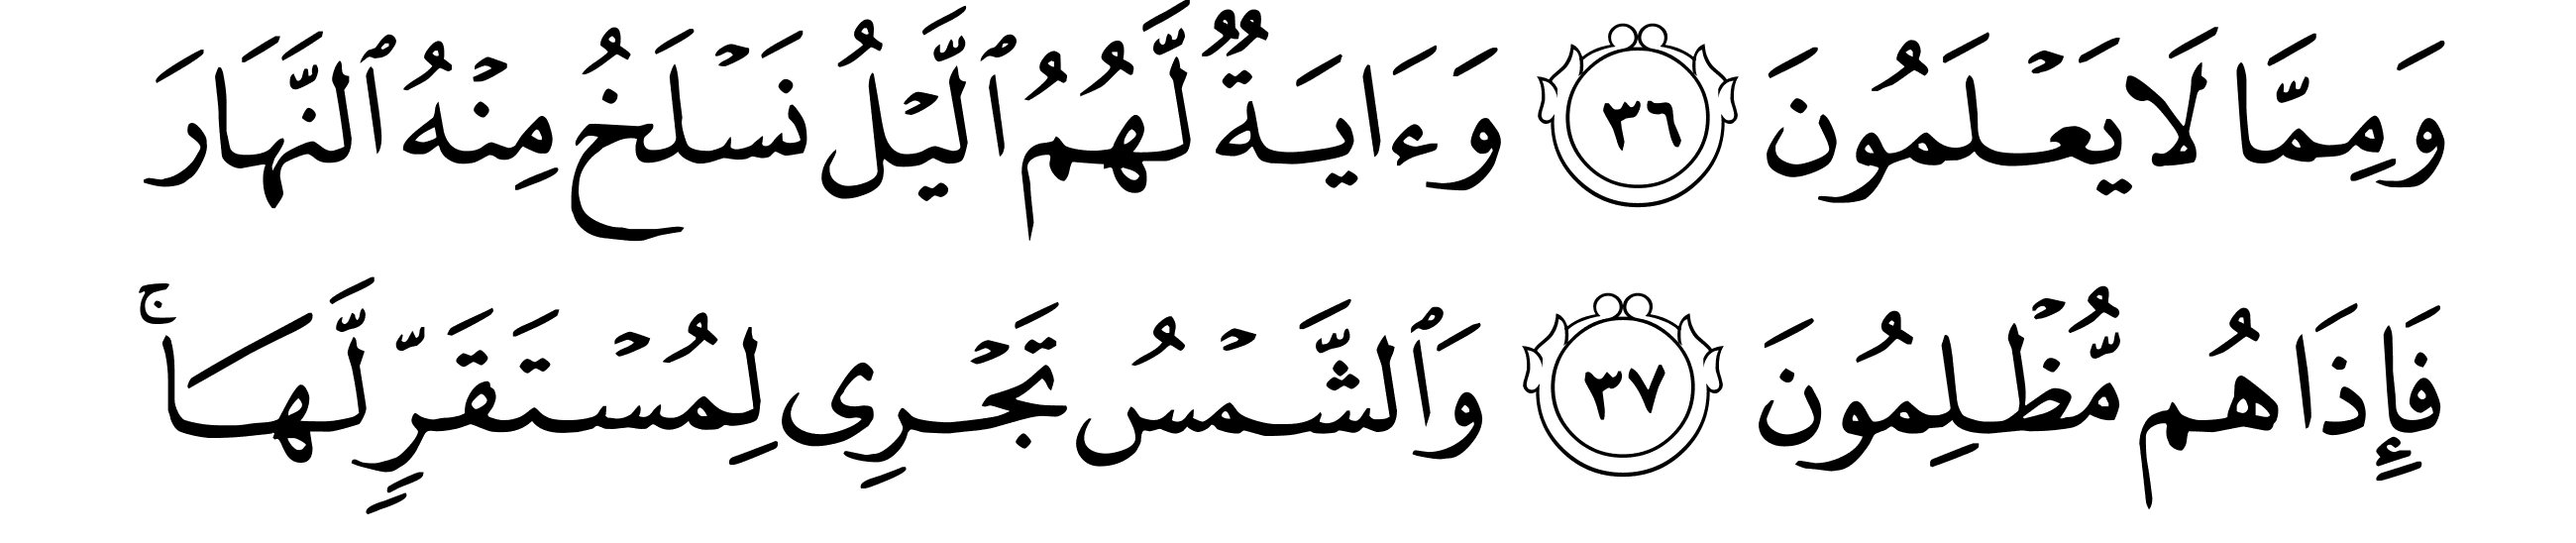 وَمِمَّا لَا يَعۡلَمُونَ ٣٦ وَءَايَةٞ لَّهُمُ ٱلَّيۡلُ نَسۡلَخُ مِنۡهُ ٱلنَّهَارَ
فَإِذَا هُم مُّظۡلِمُونَ ٣٧ وَٱلشَّمۡسُ تَجۡرِي لِمُسۡتَقَرّٖ لَّهَاۚ